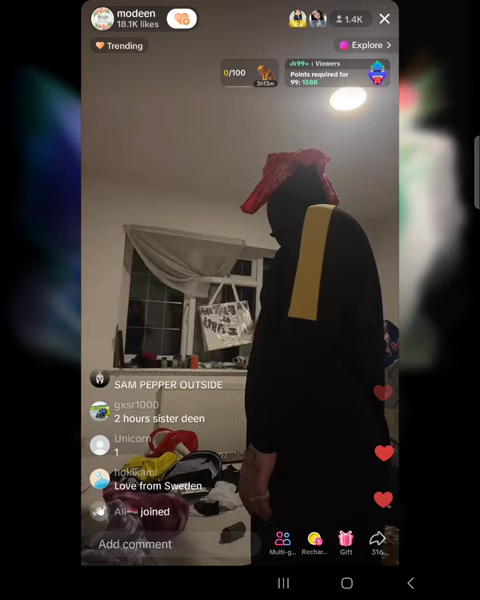 modeen
18.1K likes
1.4K
Trending
Explore >
0/100
3h13m
99+ | Viewers
Points required for
99: 158K
SAM PEPPER OUTSIDE
gxsr1000
2 hours sister deen
Unicorn
1
hokikami
Love from Sweden
Ali🇾🇪 joined
Add comment
Multi-g...
Rechar...
Gift
316...